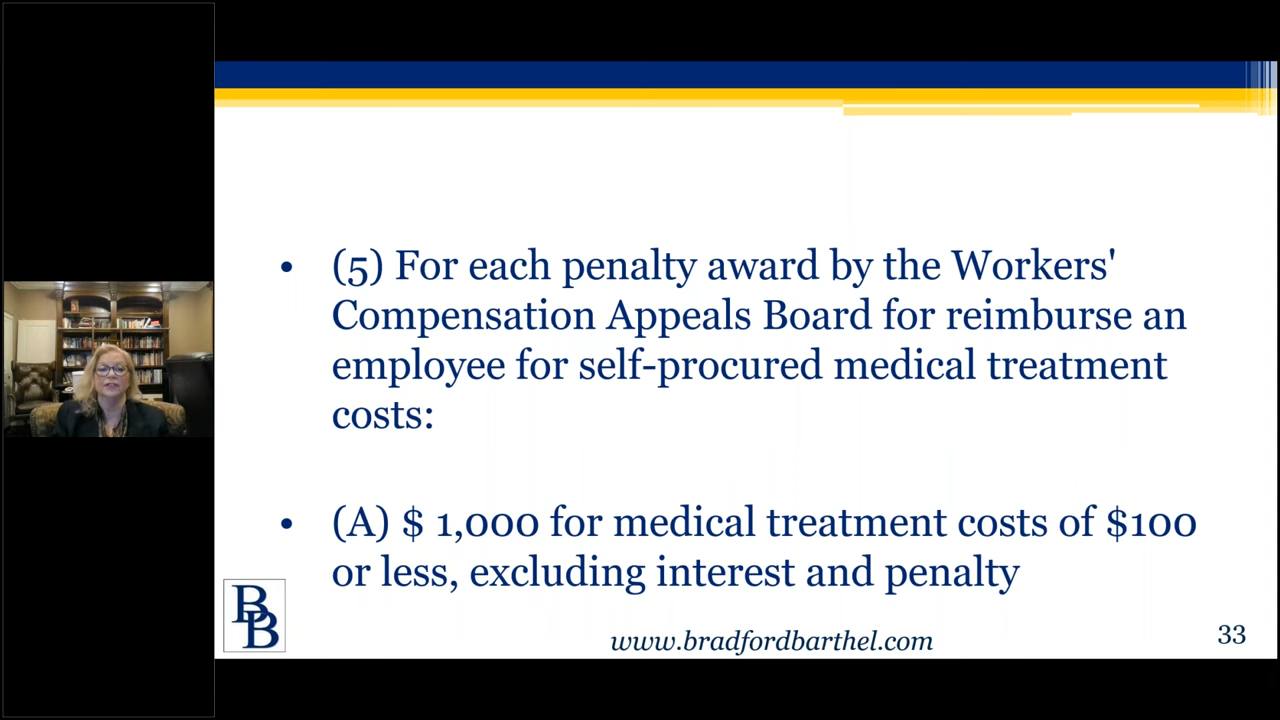 • (5) For each penalty award by the Workers'
Compensation Appeals Board for reimburse an
employee for self-procured medical treatment
costs:
• (A) $ 1,000 for medical treatment costs of $100
or less, excluding interest and penalty
BB
www.bradfordbarthel.com
33